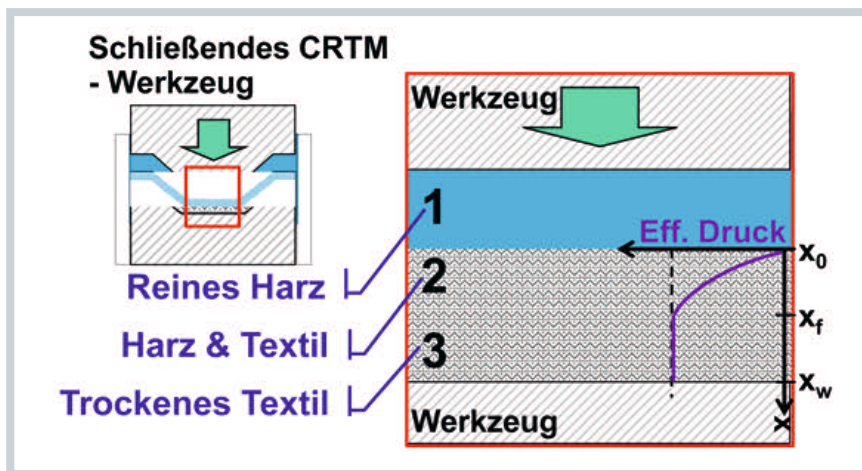 Schließendes CRTM
- Werkzeug
Werkzeug
1
Eff. Druck
x0
2
Reines Harz
xf
Harz & Textil
3
xw
Trockenes Textil
Werkzeug
x